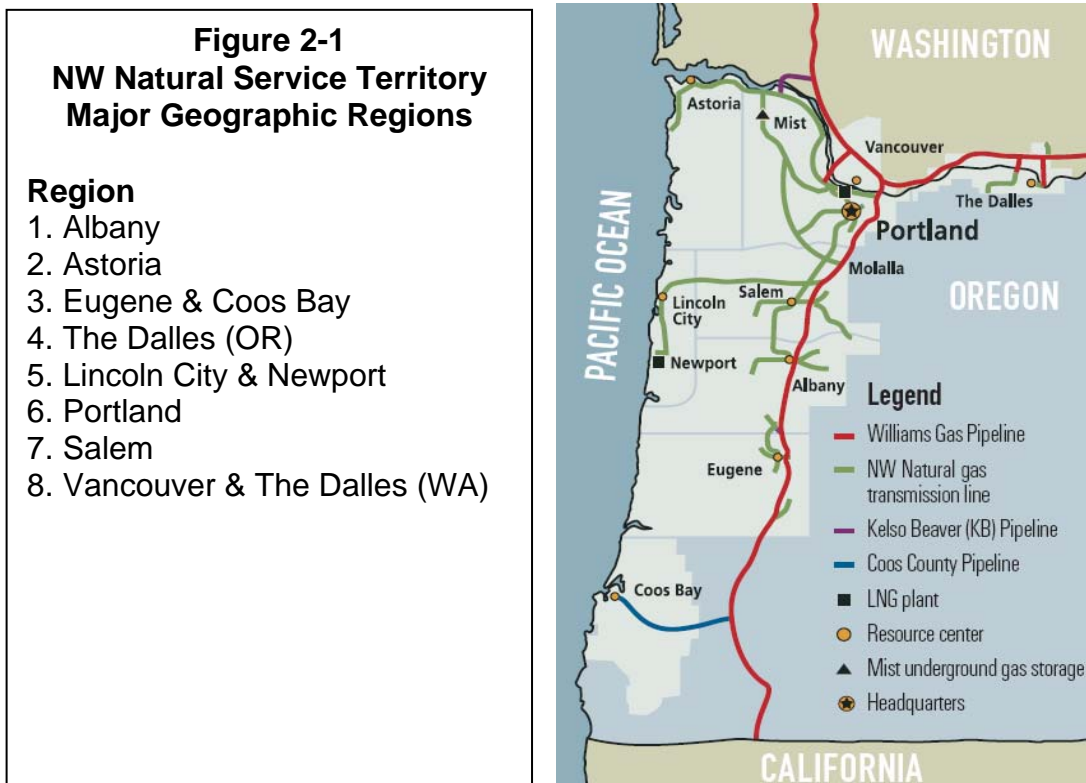 Figure 2-1
NW Natural Service Territory
Major Geographic Regions
Region
1. Albany
2. Astoria
3. Eugene & Coos Bay
4. The Dalles (OR)
5. Lincoln City & Newport
6. Portland
7. Salem
8. Vancouver & The Dalles (WA)
WASHINGTON
Astoria
Mist
Vancouver
The Dalles
Portland
PACIFIC OCEAN
Molalla
OREGON
Salem
Lincoln
City
Newport
Albany
Eugene
Coos Bay
Legend
Williams Gas Pipeline
NW Natural gas
transmission line
Kelso Beaver (KB) Pipeline
Coos County Pipeline
LNG plant
Resource center
Mist underground gas storage
Headquarters
CALIFORNIA